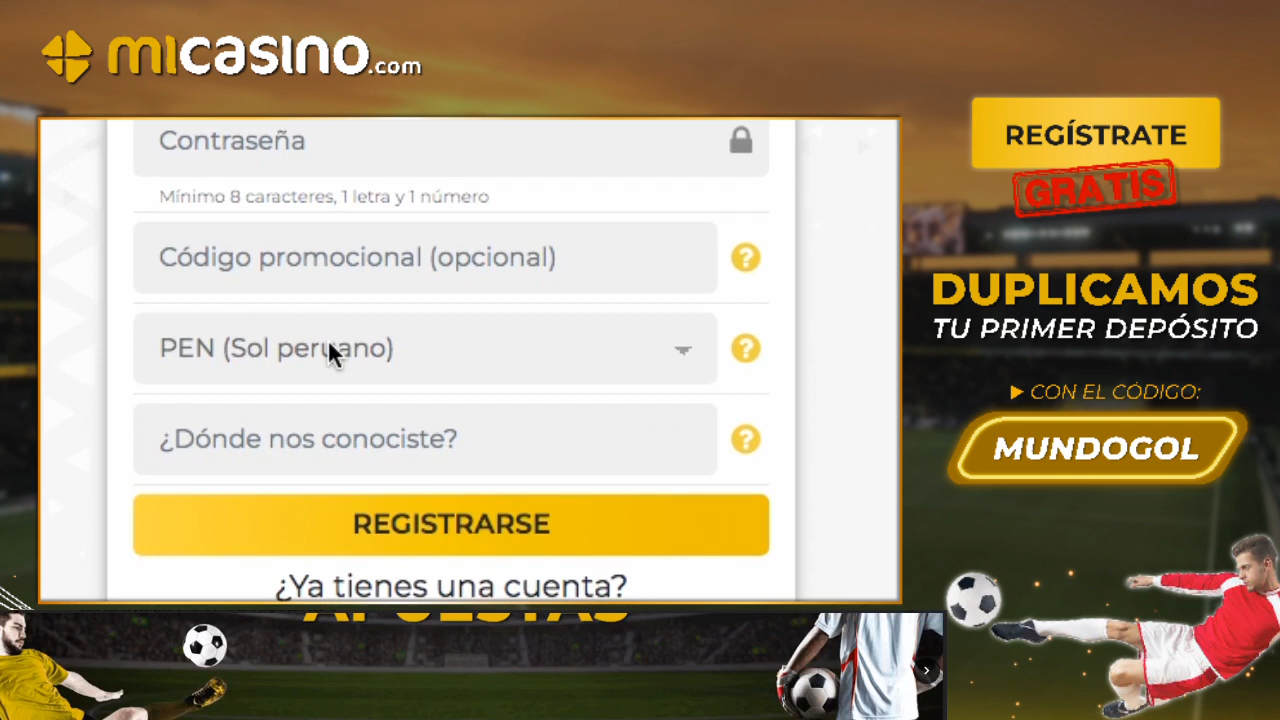 micasino.com
Contraseña
Mínimo 8 caracteres, 1 letra y 1 número
Código promocional (opcional)
?
PEN (Sol peruano)
?
¿Dónde nos conociste?
?
REGISTRARSE
¿Ya tienes una cuenta?
APUESTAS
REGÍSTRATE
GRATIS
DUPLICAMOS
TU PRIMER DEPÓSITO
CON EL CÓDIGO:
MUNDOGOL